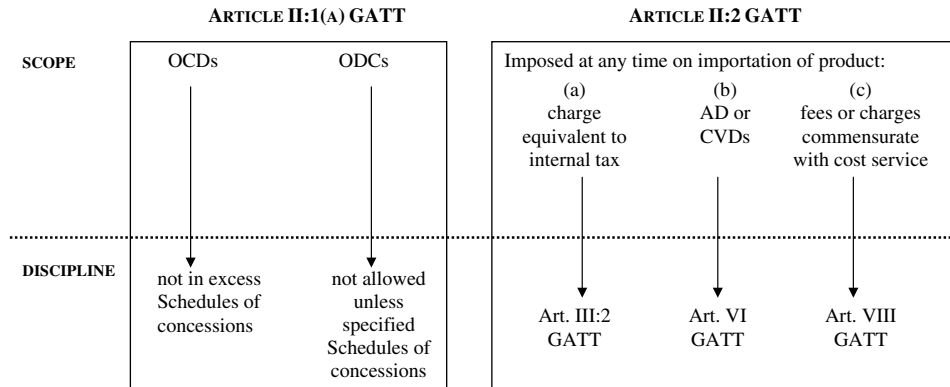 ARTICLE II:1(A) GATT
ARTICLE II:2 GATT
SCOPE
OCDs
ODCs
Imposed at any time on importation of product:
(a)
charge
equivalent to
internal tax
(b)
AD or
CVDs
(c)
fees or charges
commensurate
with cost service
DISCIPLINE
not in excess
Schedules of
concessions
not allowed
unless
specified
Schedules of
concessions
Art. III:2
GATT
Art. VI
GATT
Art. VIII
GATT